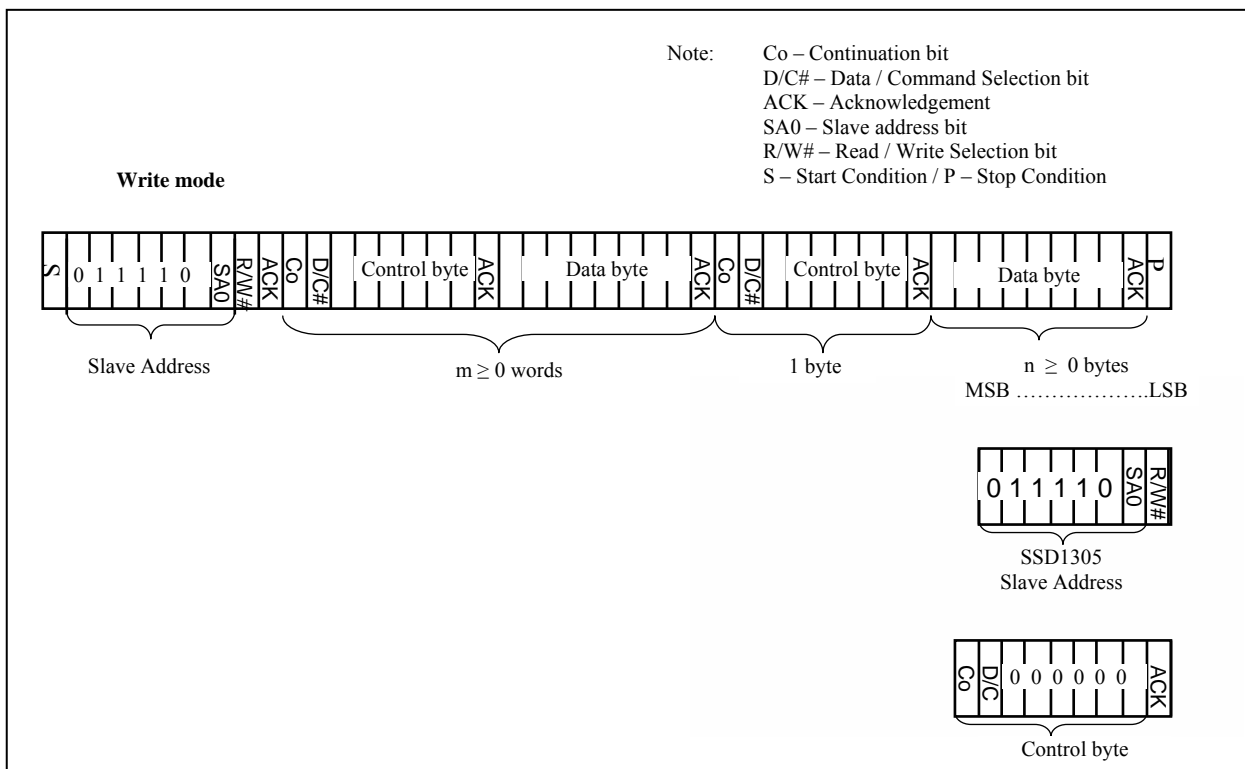 Note: Co – Continuation bit
D/C# – Data / Command Selection bit
ACK – Acknowledgement
SA0 – Slave address bit
R/W# – Read / Write Selection bit
S – Start Condition / P – Stop Condition
Write mode
S 0 1 1 1 1 0 SA0 R/W# ACK Co D/C# Control byte ACK Data byte ACK Co D/C# Control byte ACK Data byte ACK P
Slave Address m ≥ 0 words 1 byte n ≥ 0 bytes
MSB ………………..LSB
0 1 1 1 1 0 SA0 R/W#
SSD1305
Slave Address
Co D/C 0 0 0 0 0 0 ACK
Control byte